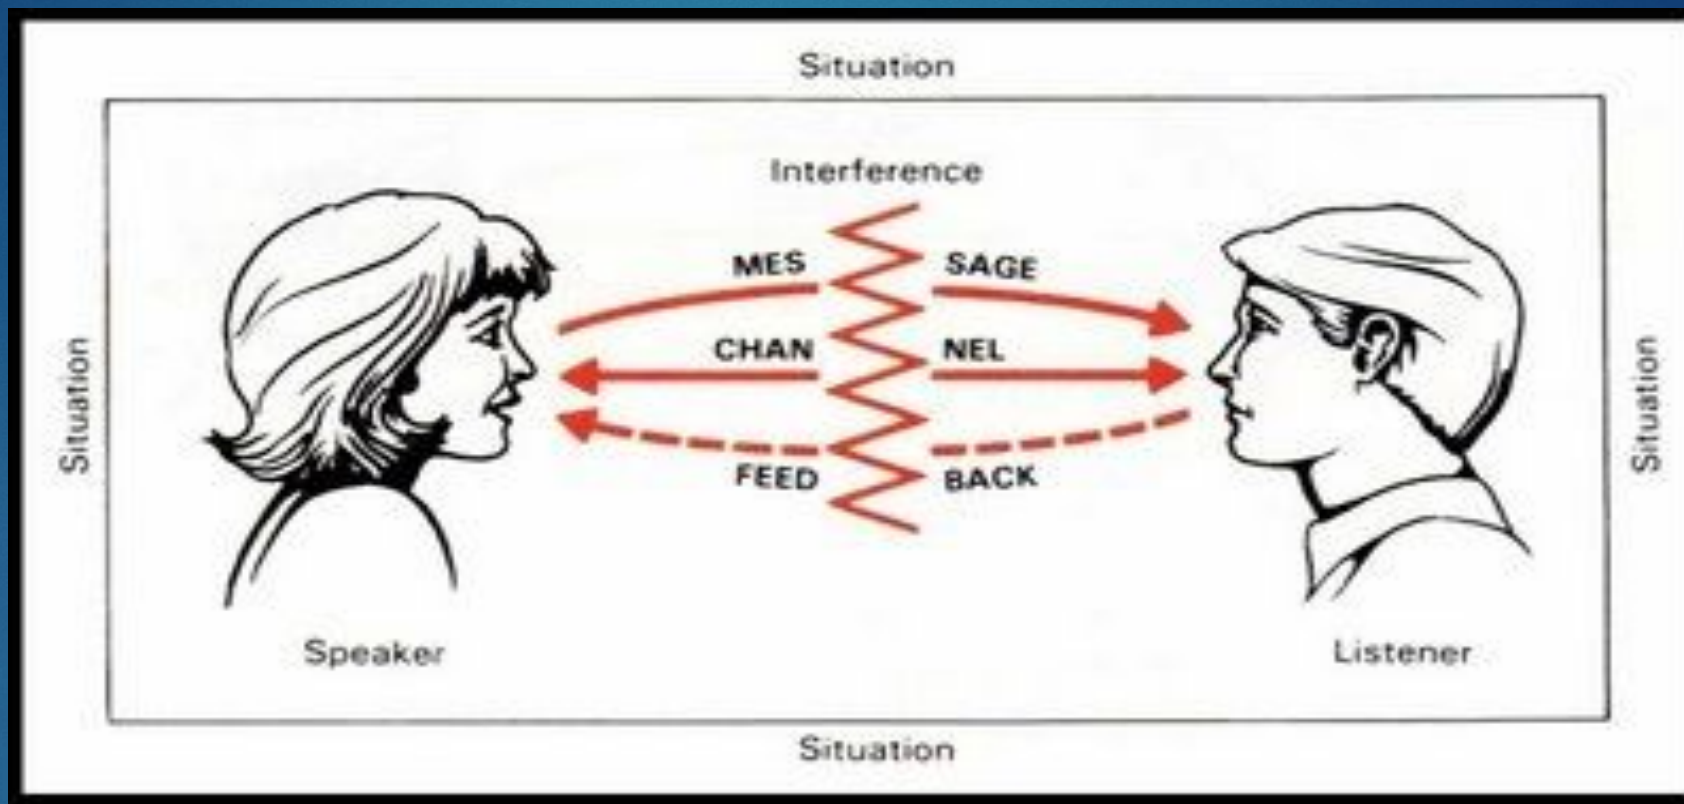 Situation
Interference
MES SAGE
CHAN NEL
Situation
Situation
FEED BACK
Speaker
Listener
Situation